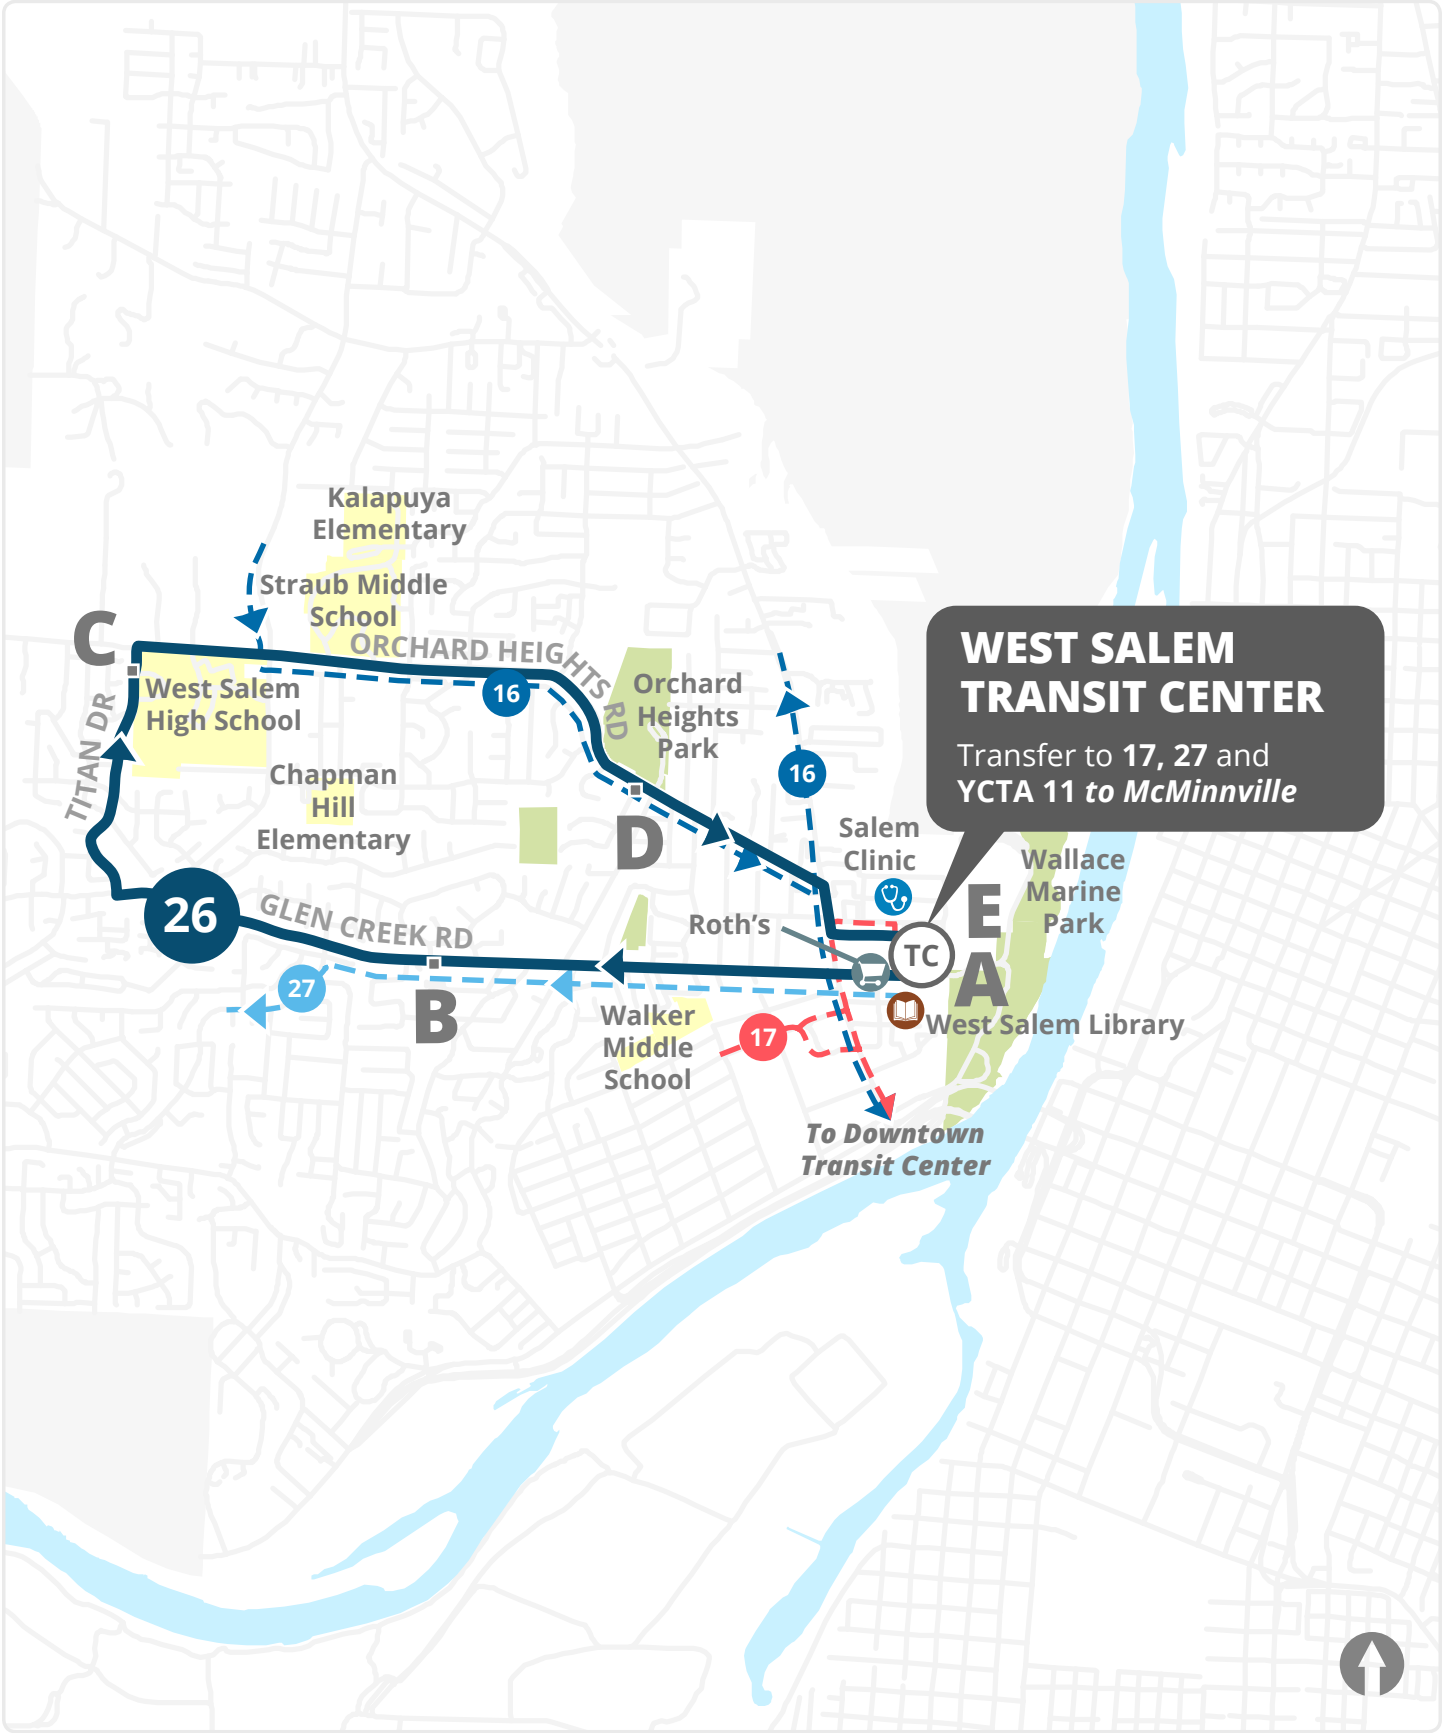 Kalapuya
Elementary
Straub Middle
School
C
ORCHARD HEIGHTS RD
WEST SALEM
TRANSIT CENTER
Transfer to 17, 27 and
YCTA 11 to McMinnville
West Salem
High School
16
Orchard
Heights
Park
TITAN DR
Chapman
Hill
Elementary
16
D
Salem
Clinic
Wallace
Marine
Park
26
GLEN CREEK RD
Roth's
E
TC
A
27
B
Walker
Middle
School
17
West Salem Library
To Downtown
Transit Center